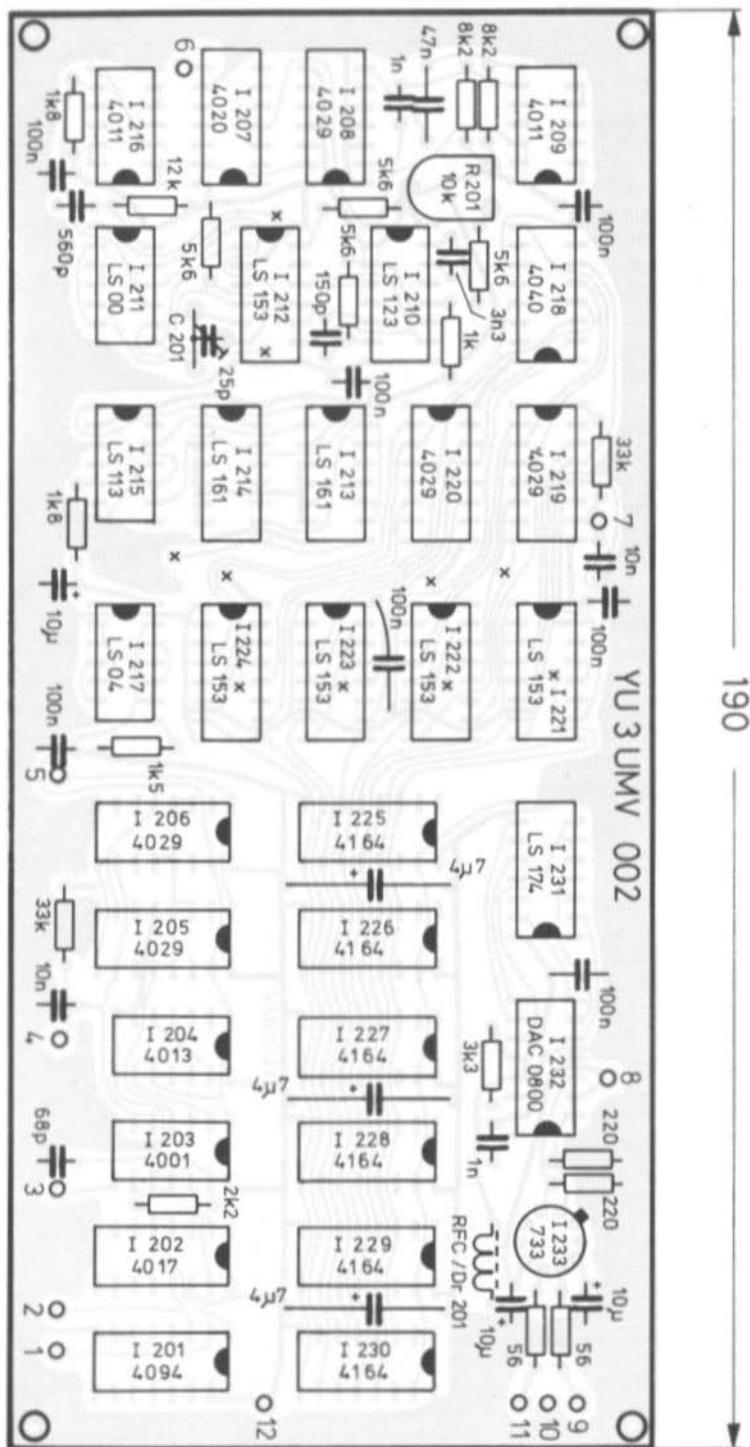 190
YU 3 UMV 002
6
1k8
100n
I 216
4011
I 207
4020
I 208
4029
1n
47n
8k2
8k2
I 209
4011
12k
560p
5k6
5k6
R 201
10k
100n
I 211
LS 00
C 201
25p
I 212
LS 153
x
x
150p
5k6
I 210
LS 123
3n3
5k6
1k
I 218
4040
100n
I 215
LS 113
I 214
LS 161
I 213
LS 161
I 220
4029
I 219
4029
33k
7
1k8
10µ
+
x
x
x
x
10n
100n
I 217
LS 04
I 224
x
LS 153
I 223
x
LS 153
100n
I 222
x
LS 153
x I 221
LS 153
100n
5
1k5
I 206
4029
I 225
4164
I 231
LS 174
+
4µ7
33k
I 205
4029
I 226
4164
10n
100n
4
I 204
4013
I 227
4164
3k3
I 232
DAC 0800
8
+
4µ7
68p
I 203
4001
I 228
4164
1n
220
220
3
2k2
I 202
4017
I 229
4164
RFC / Dr 201
I 233
733
+
4µ7
2
10µ
+
+
10µ
1
I 201
4094
I 230
4164
56
56
12
11
10
9